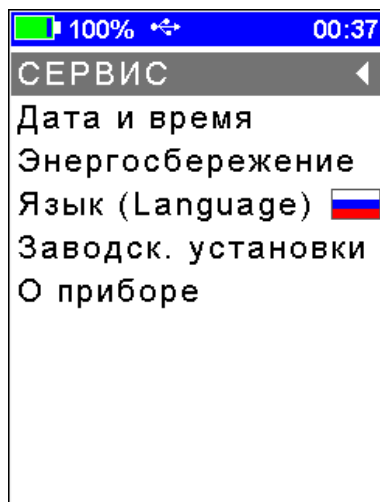 100% 00:37
СЕРВИС
Дата и время
Энергосбережение
Язык (Language)
Заводск. установки
О приборе